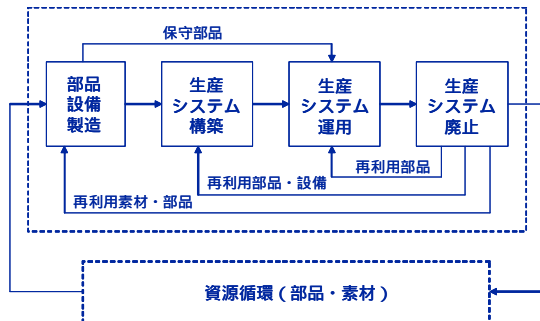 保守部品
部品
設備
製造
生産
システム
構築
生産
システム
運用
生産
システム
廃止
再利用部品
再利用部品・設備
再利用素材・部品
資源循環（部品・素材）